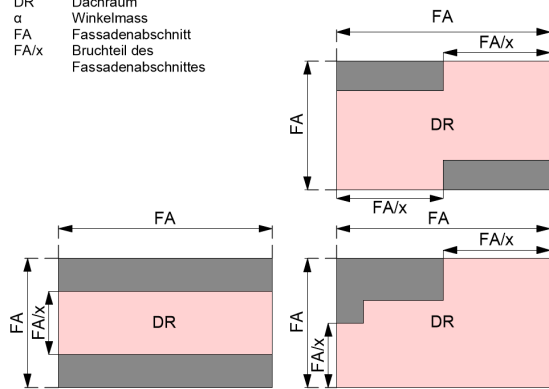 DR Dachraum
α Winkelmass
FA Fassadenabschnitt
FA/x Bruchteil des
Fassadenabschnittes
FA
FA/x
FA
DR
FA/x
FA
FA
FA/x
FA
FA/x
DR
FA
FA/x
DR